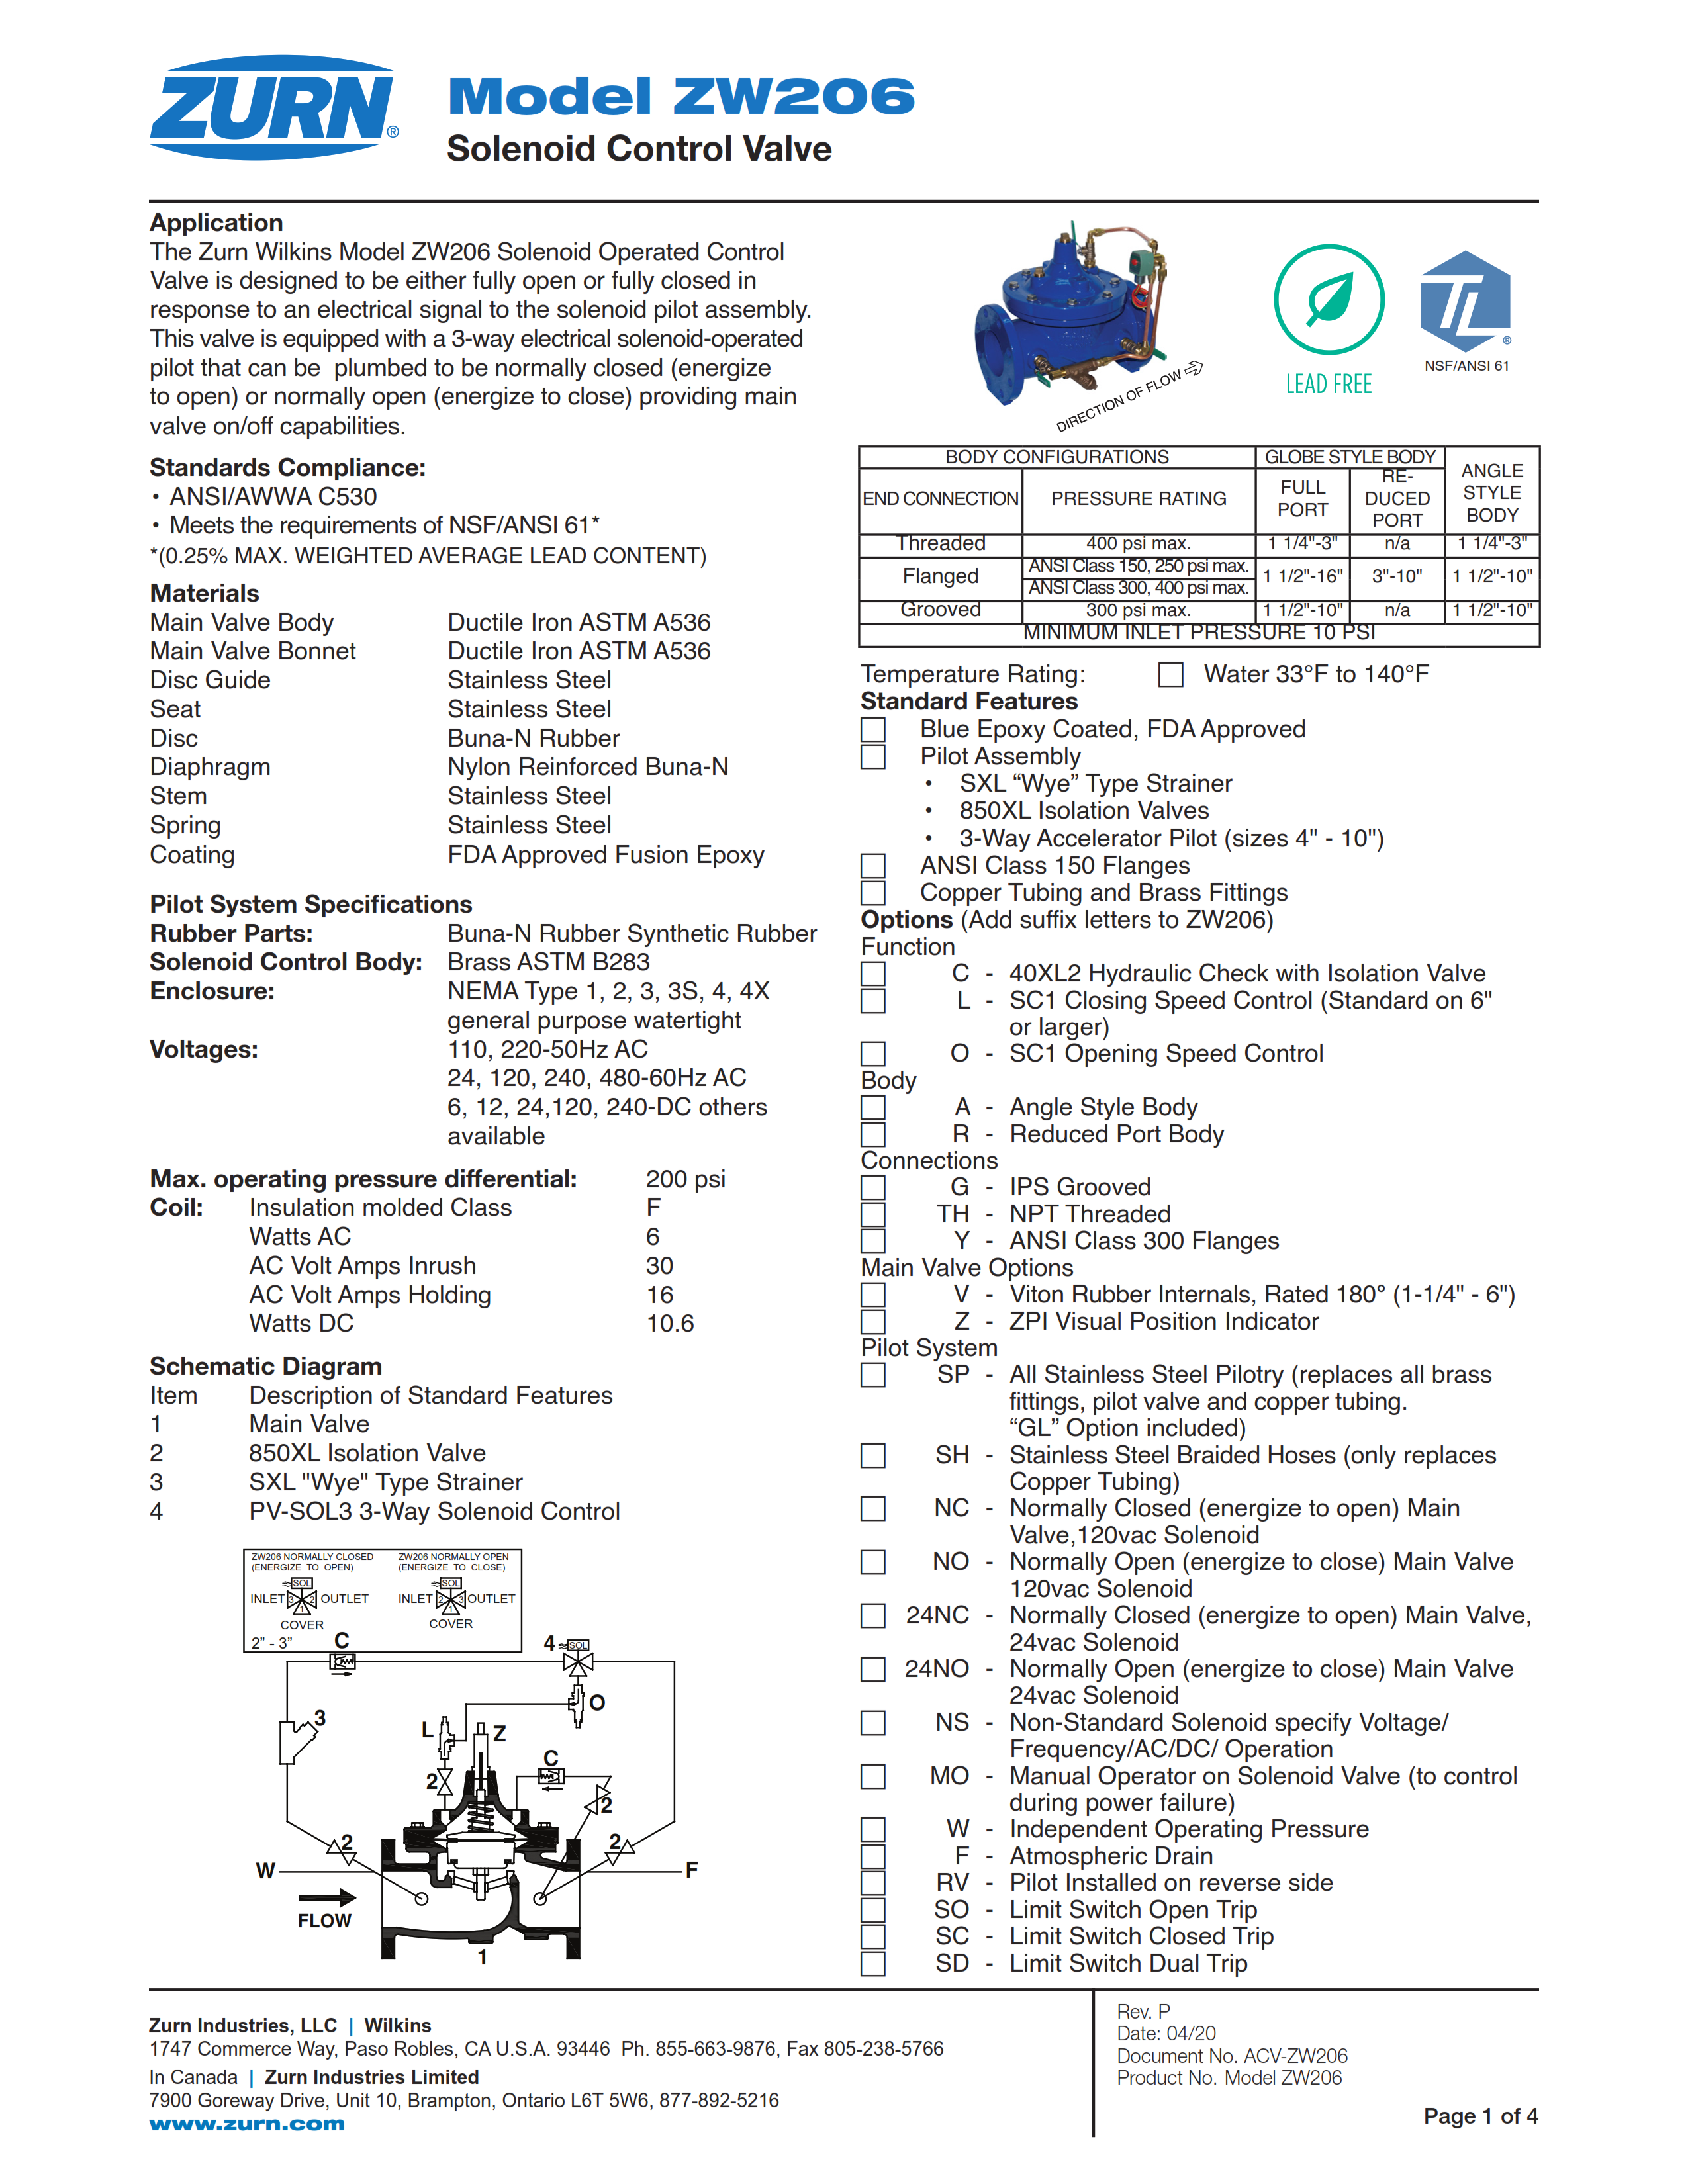 ZURN®
Model ZW206
Solenoid Control Valve
Application
The Zurn Wilkins Model ZW206 Solenoid Operated Control
Valve is designed to be either fully open or fully closed in
response to an electrical signal to the solenoid pilot assembly.
This valve is equipped with a 3-way electrical solenoid-operated
pilot that can be plumbed to be normally closed (energize
to open) or normally open (energize to close) providing main
valve on/off capabilities.
Standards Compliance:
• ANSI/AWWA C530
• Meets the requirements of NSF/ANSI 61*
*(0.25% MAX. WEIGHTED AVERAGE LEAD CONTENT)
Materials
Main Valve Body Ductile Iron ASTM A536
Main Valve Bonnet Ductile Iron ASTM A536
Disc Guide Stainless Steel
Seat Stainless Steel
Disc Buna-N Rubber
Diaphragm Nylon Reinforced Buna-N
Stem Stainless Steel
Spring Stainless Steel
Coating FDA Approved Fusion Epoxy
Pilot System Specifications
Rubber Parts: Buna-N Rubber Synthetic Rubber
Solenoid Control Body: Brass ASTM B283
Enclosure: NEMA Type 1, 2, 3, 3S, 4, 4X
general purpose watertight
Voltages: 110, 220-50Hz AC
24, 120, 240, 480-60Hz AC
6, 12, 24,120, 240-DC others
available
Max. operating pressure differential: 200 psi
Coil: Insulation molded Class F
Watts AC 6
AC Volt Amps Inrush 30
AC Volt Amps Holding 16
Watts DC 10.6
Schematic Diagram
Item Description of Standard Features
1 Main Valve
2 850XL Isolation Valve
3 SXL "Wye" Type Strainer
4 PV-SOL3 3-Way Solenoid Control
ZW206 NORMALLY CLOSED ZW206 NORMALLY OPEN
(ENERGIZE TO OPEN) (ENERGIZE TO CLOSE)
SOL SOL
INLET 3 2 OUTLET INLET 2 3 OUTLET
1 1
COVER COVER
2” - 3”
C 4 SOL
3 O
L Z
C
2
2
2 2
W F
FLOW
1
DIRECTION OF FLOW
LEAD FREE
TL®
NSF/ANSI 61
BODY CONFIGURATIONS GLOBE STYLE BODY ANGLE STYLE BODY
END CONNECTION PRESSURE RATING FULL PORT RE-DUCED PORT
Threaded 400 psi max. 1 1/4"-3" n/a 1 1/4"-3"
Flanged ANSI Class 150, 250 psi max. 1 1/2"-16" 3"-10" 1 1/2"-10"
ANSI Class 300, 400 psi max.
Grooved 300 psi max. 1 1/2"-10" n/a 1 1/2"-10"
MINIMUM INLET PRESSURE 10 PSI
Temperature Rating: Water 33°F to 140°F
Standard Features
Blue Epoxy Coated, FDA Approved
Pilot Assembly
• SXL “Wye” Type Strainer
• 850XL Isolation Valves
• 3-Way Accelerator Pilot (sizes 4" - 10")
ANSI Class 150 Flanges
Copper Tubing and Brass Fittings
Options (Add suffix letters to ZW206)
Function
C - 40XL2 Hydraulic Check with Isolation Valve
L - SC1 Closing Speed Control (Standard on 6"
or larger)
O - SC1 Opening Speed Control
Body
A - Angle Style Body
R - Reduced Port Body
Connections
G - IPS Grooved
TH - NPT Threaded
Y - ANSI Class 300 Flanges
Main Valve Options
V - Viton Rubber Internals, Rated 180° (1-1/4" - 6")
Z - ZPI Visual Position Indicator
Pilot System
SP - All Stainless Steel Pilotry (replaces all brass
fittings, pilot valve and copper tubing.
“GL” Option included)
SH - Stainless Steel Braided Hoses (only replaces
Copper Tubing)
NC - Normally Closed (energize to open) Main
Valve,120vac Solenoid
NO - Normally Open (energize to close) Main Valve
120vac Solenoid
24NC - Normally Closed (energize to open) Main Valve,
24vac Solenoid
24NO - Normally Open (energize to close) Main Valve
24vac Solenoid
NS - Non-Standard Solenoid specify Voltage/
Frequency/AC/DC/ Operation
MO - Manual Operator on Solenoid Valve (to control
during power failure)
W - Independent Operating Pressure
F - Atmospheric Drain
RV - Pilot Installed on reverse side
SO - Limit Switch Open Trip
SC - Limit Switch Closed Trip
SD - Limit Switch Dual Trip
Zurn Industries, LLC | Wilkins
1747 Commerce Way, Paso Robles, CA U.S.A. 93446 Ph. 855-663-9876, Fax 805-238-5766
In Canada | Zurn Industries Limited
7900 Goreway Drive, Unit 10, Brampton, Ontario L6T 5W6, 877-892-5216
www.zurn.com
Rev. P
Date: 04/20
Document No. ACV-ZW206
Product No. Model ZW206
Page 1 of 4